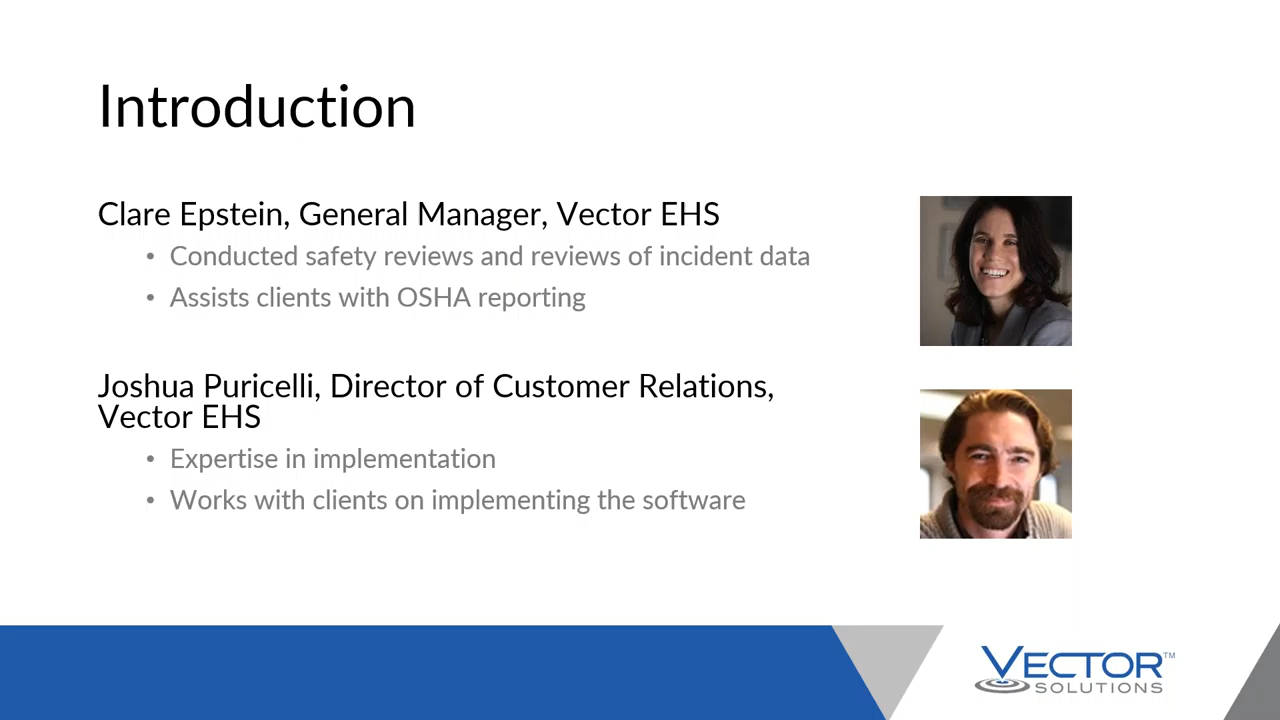 Introduction
Clare Epstein, General Manager, Vector EHS
• Conducted safety reviews and reviews of incident data
• Assists clients with OSHA reporting
Joshua Puricelli, Director of Customer Relations,
Vector EHS
• Expertise in implementation
• Works with clients on implementing the software
VECTOR™
SOLUTIONS